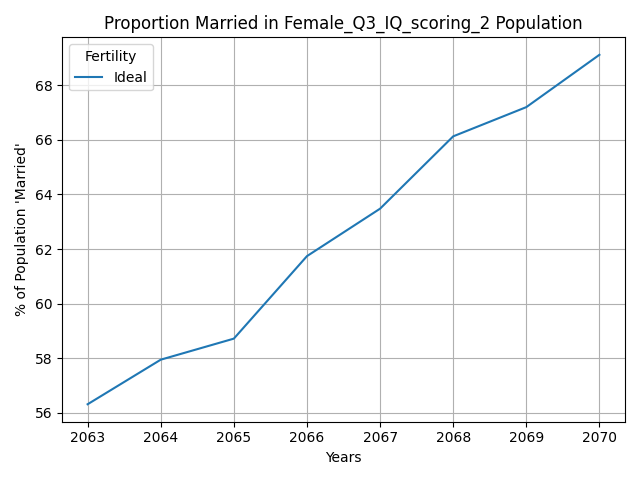 Proportion Married in Female_Q3_IQ_scoring_2 Population
Fertility
Ideal
% of Population 'Married'
68
66
64
62
60
58
56
2063 2064 2065 2066 2067 2068 2069 2070
Years